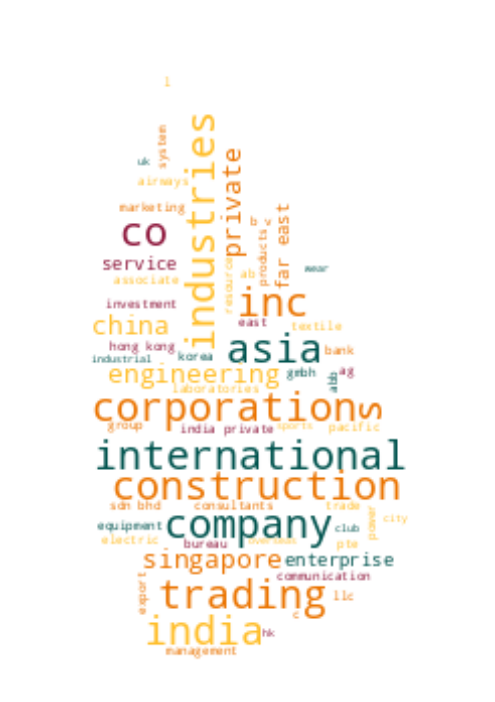 l
system
uk
industries
airways
private
marketing
far east
b
v
products
co
service
wear
associate
ab
resource
investment
inc
china
east
textile
hong kong
asia
bank
industrial
korea
engineering
gmbh
ag
abb
laboratories
corporations
group
india private
sports
pacific
international
construction
sdn bhd
consultants
trade
power
city
equipment
company
club
electric
bureau
overseas
pte
singapore
enterprise
communication
export
trading
llc
c
india
hk
management